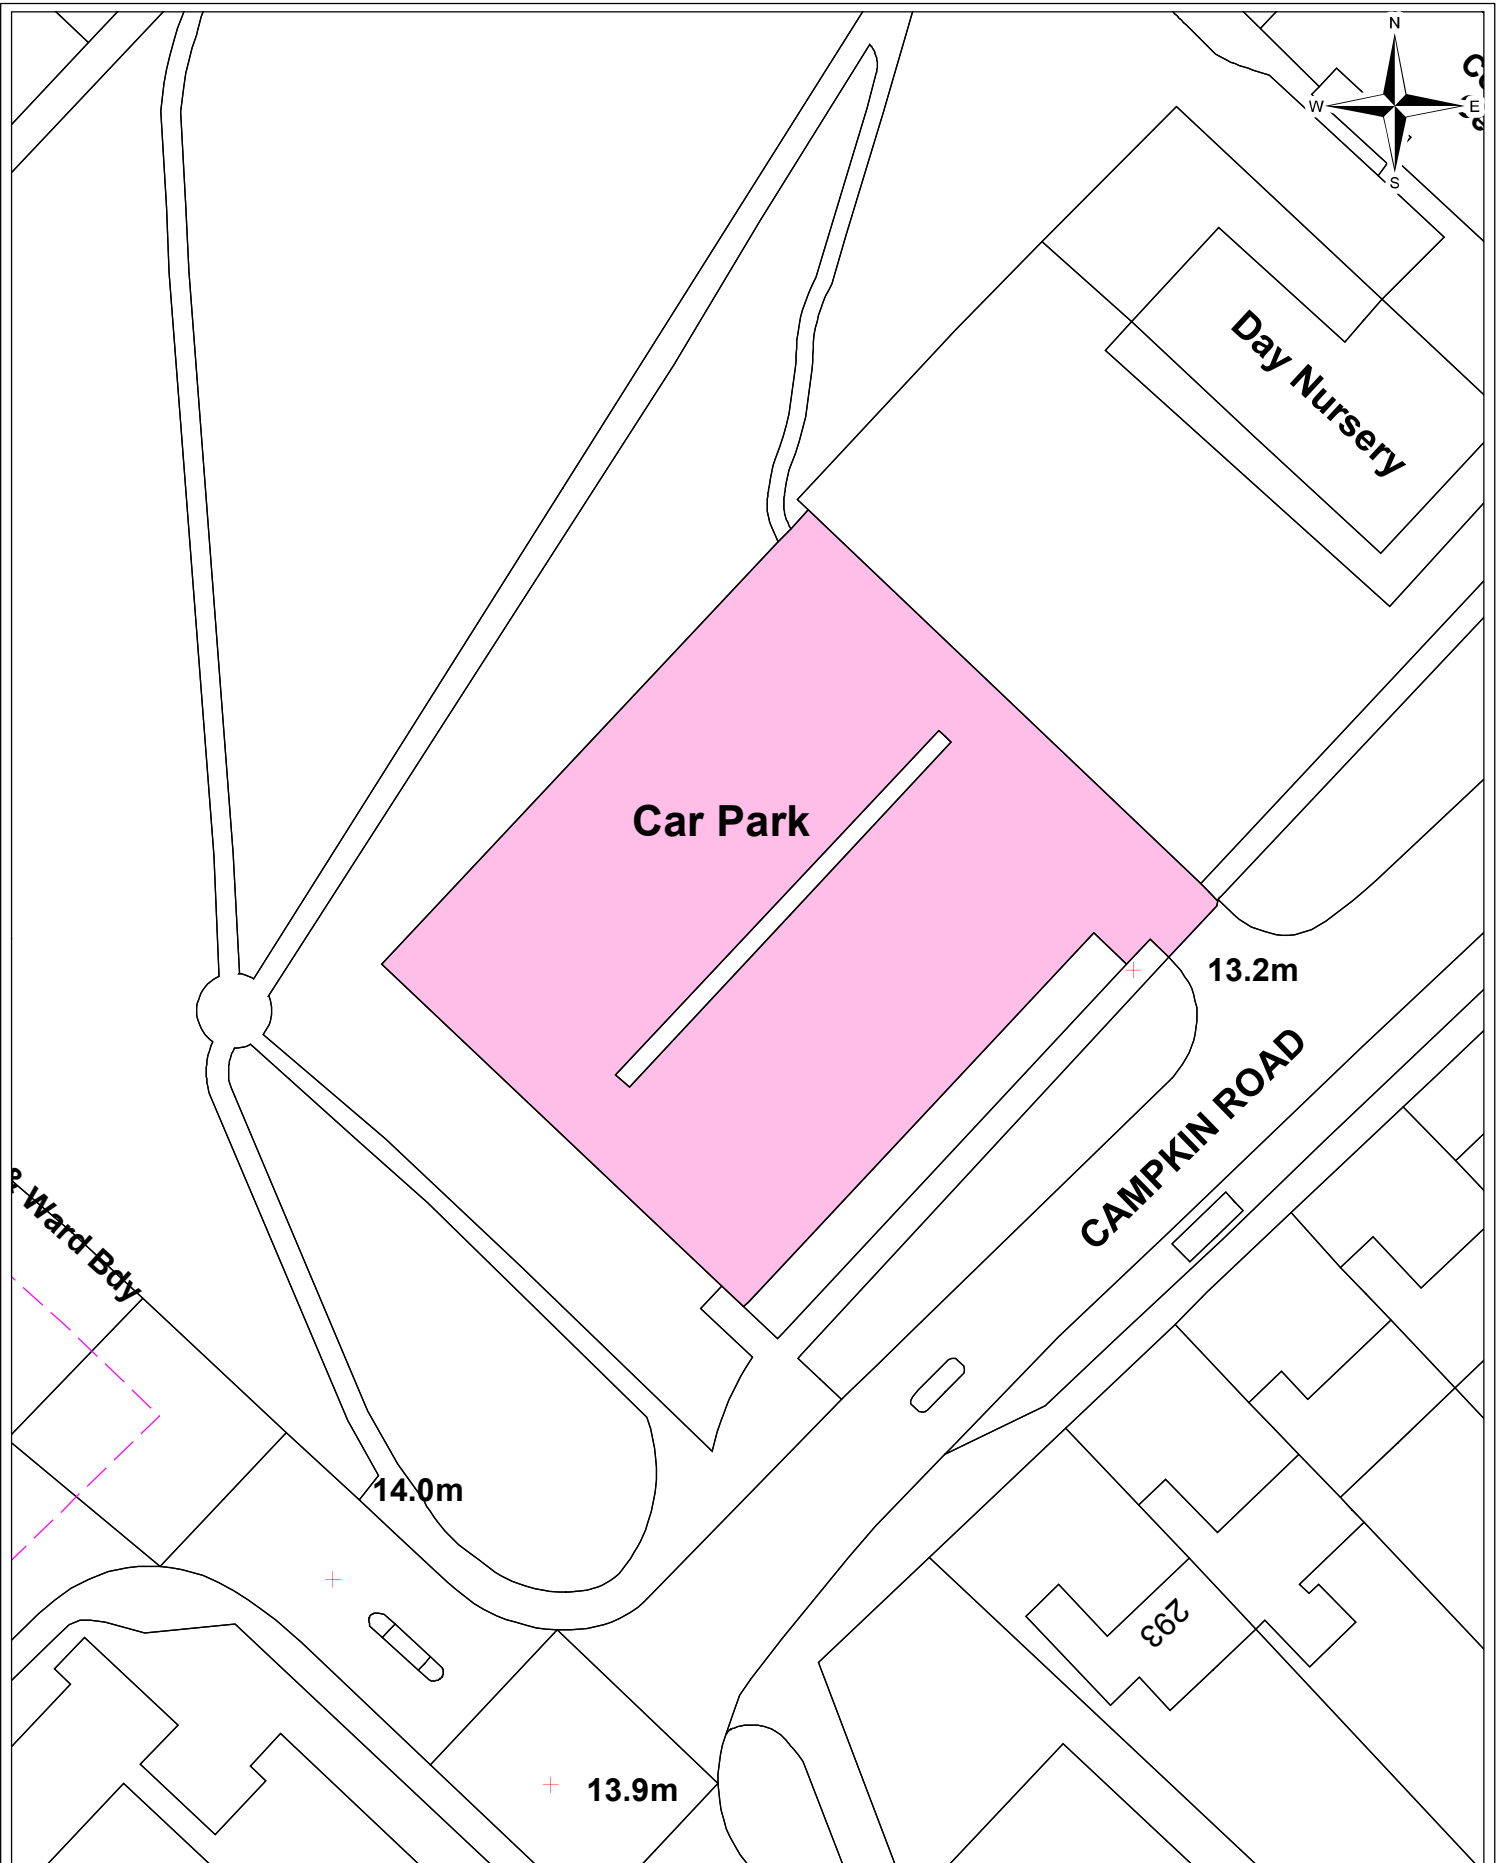 N
W
E
S
Day Nursery
Car Park
13.2m
CAMPKIN ROAD
& Ward Bdy
14.0m
293
13.9m